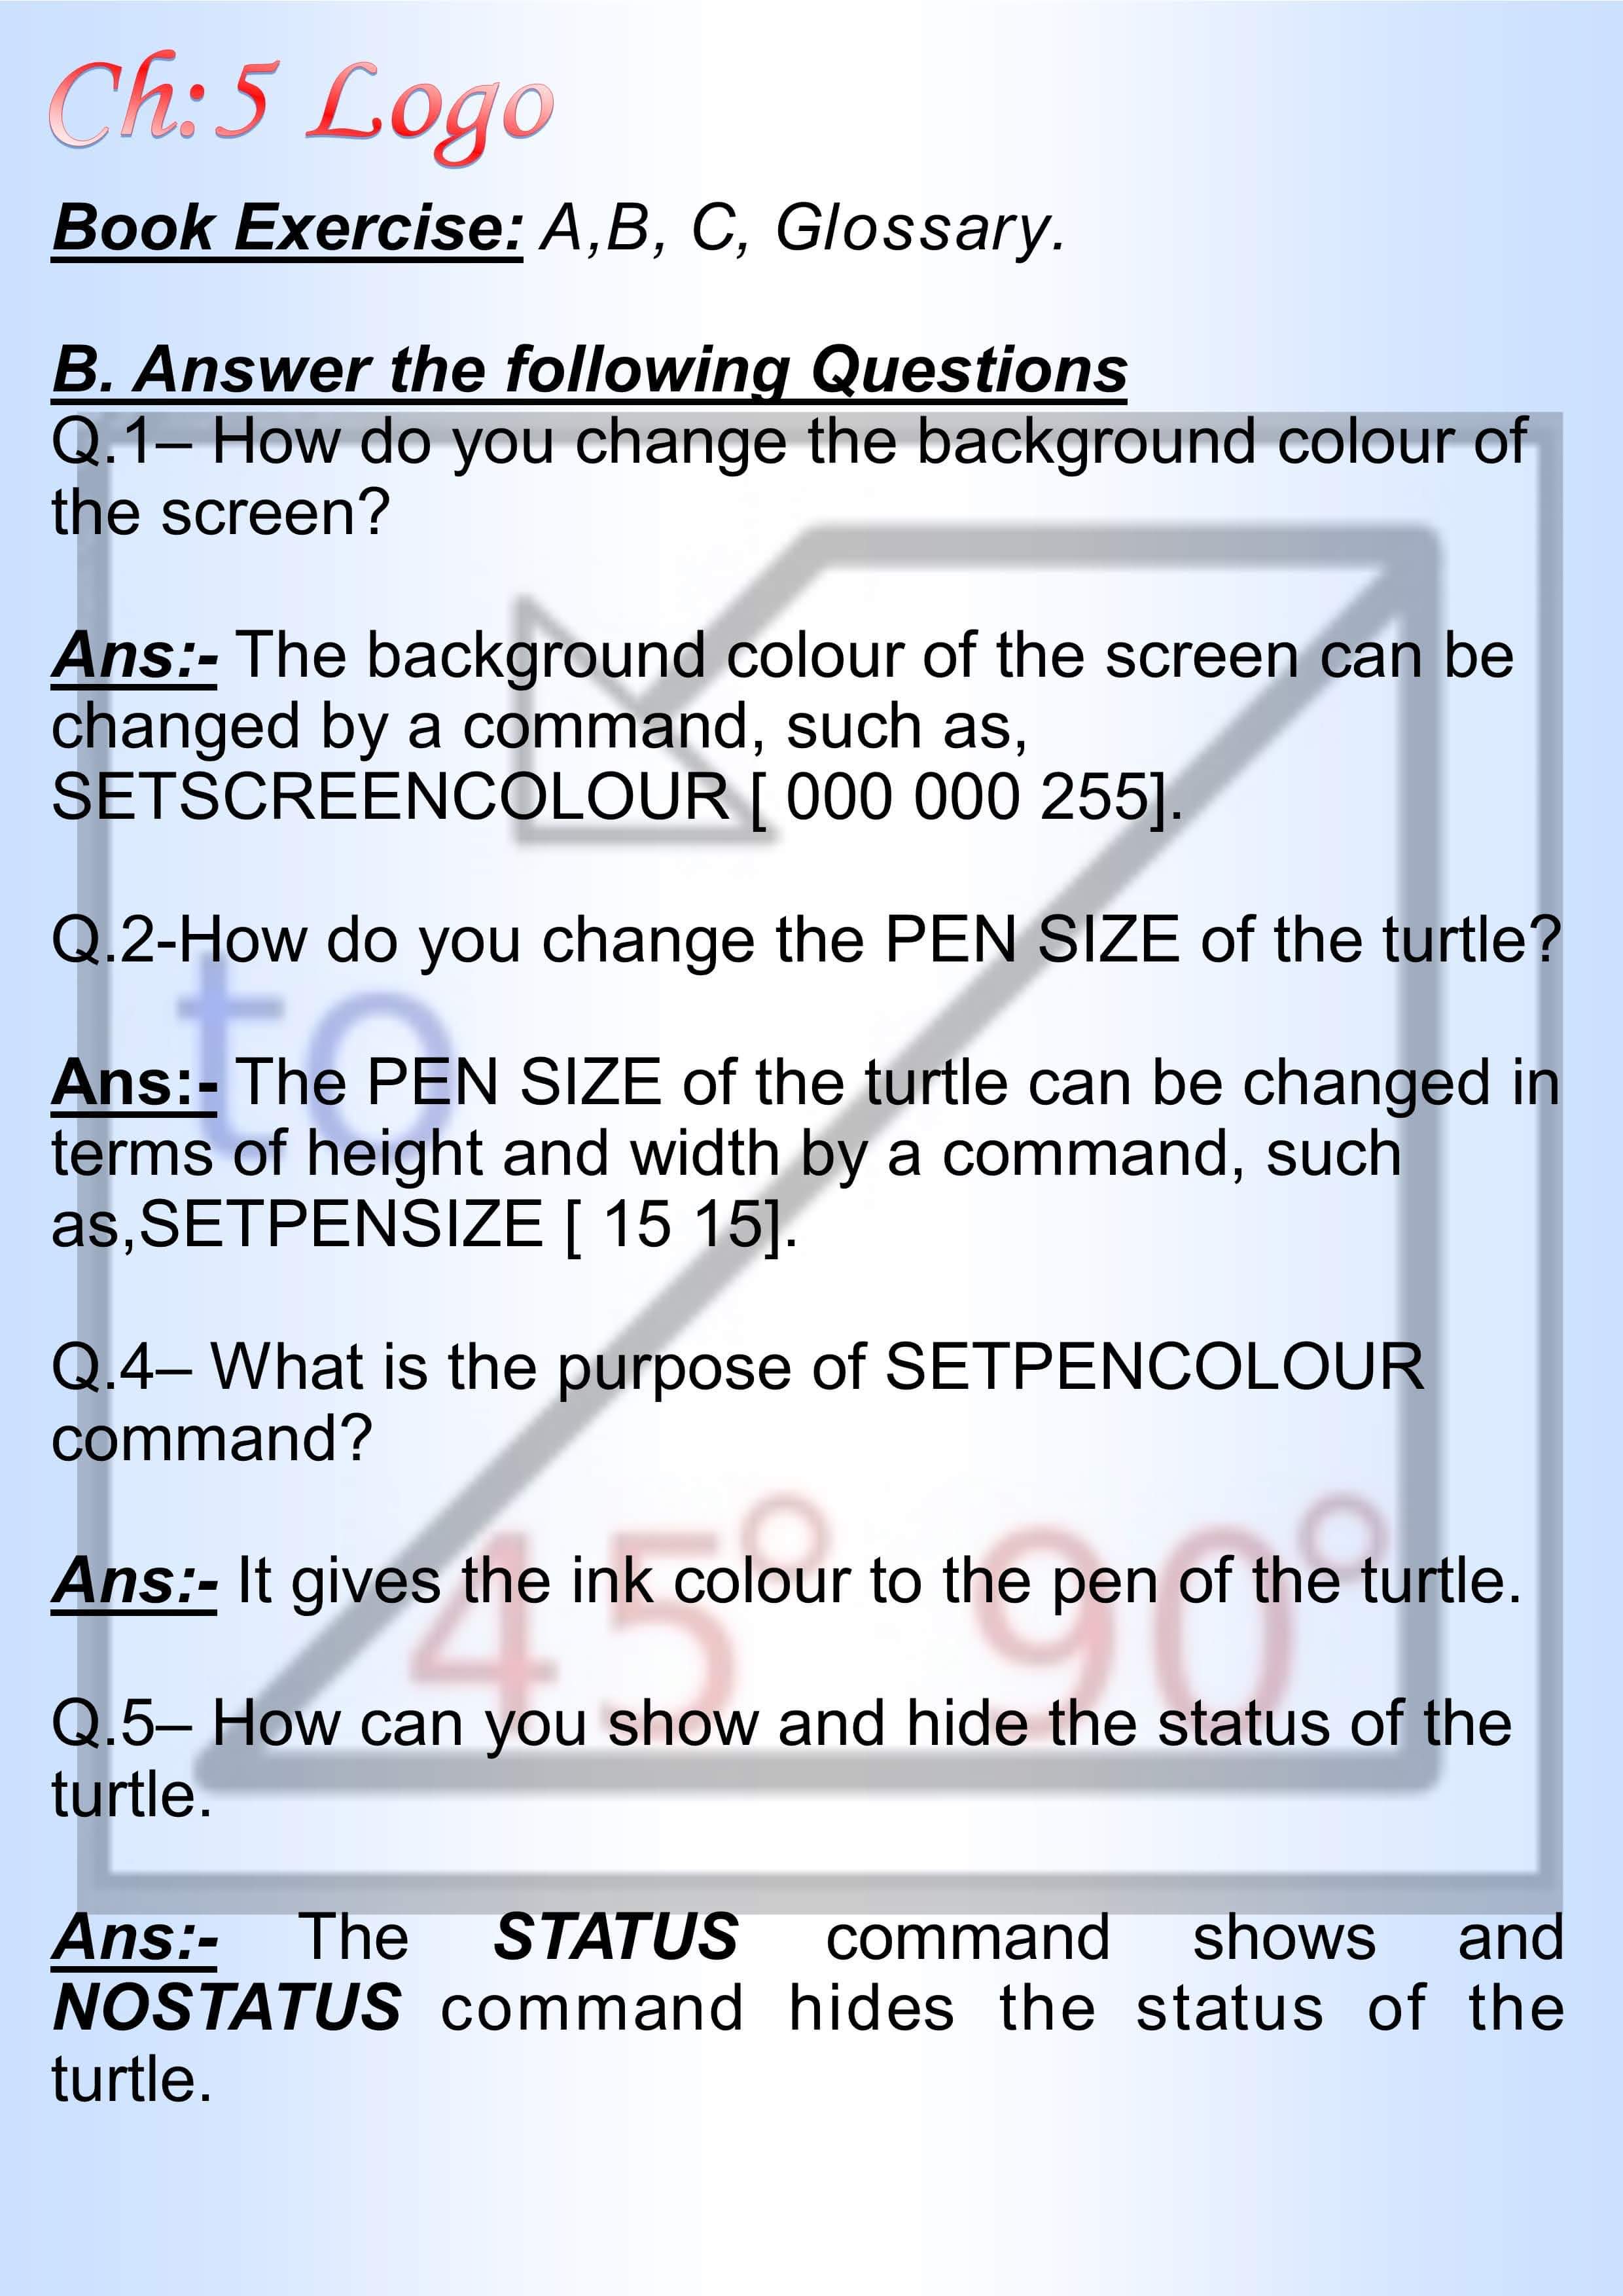 Ch:5 Logo
Book Exercise: A,B, C, Glossary.
B. Answer the following Questions
Q.1– How do you change the background colour of
the screen?
Ans:- The background colour of the screen can be
changed by a command, such as,
SETSCREENCOLOUR [ 000 000 255].
Q.2-How do you change the PEN SIZE of the turtle?
to
Ans:- The PEN SIZE of the turtle can be changed in
terms of height and width by a command, such
as,SETPENSIZE [ 15 15].
Q.4– What is the purpose of SETPENCOLOUR
command?
Ans:- It gives the ink colour to the pen of the turtle.
45° 90°
Q.5– How can you show and hide the status of the
turtle.
Ans:- The STATUS command shows and
NOSTATUS command hides the status of the
turtle.